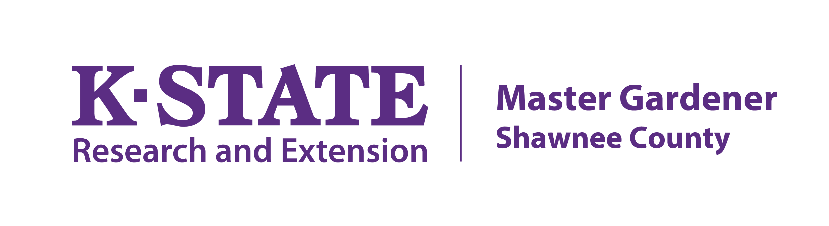 K-STATE
Research and Extension
Master Gardener
Shawnee County